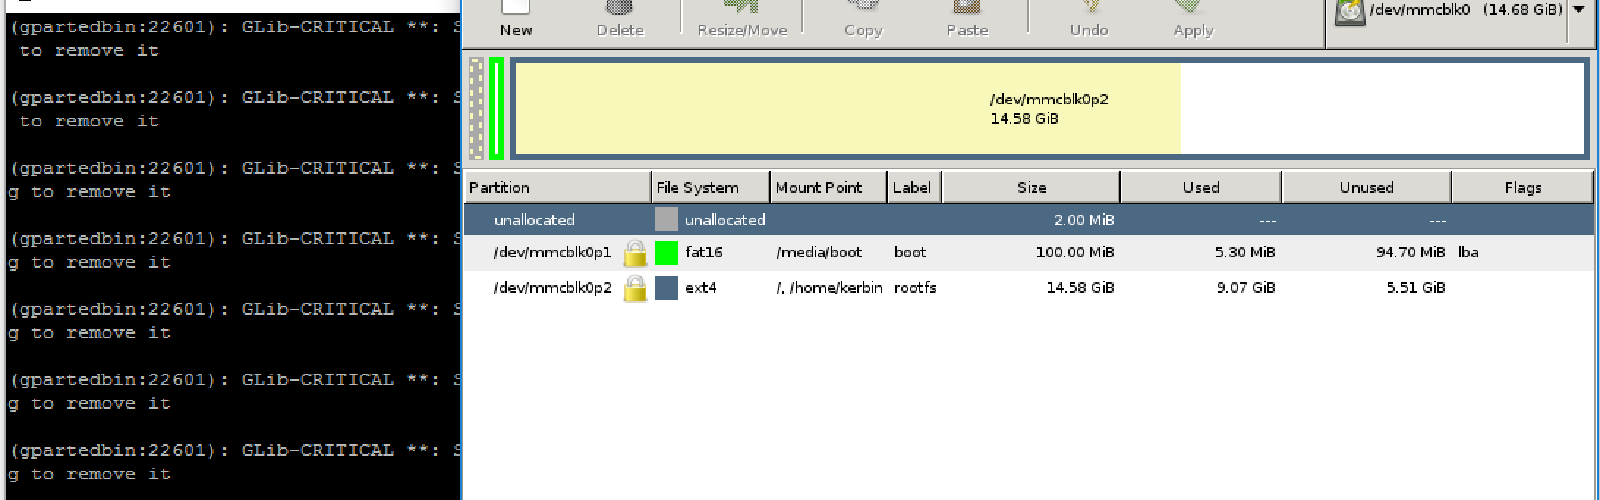 (gpartedbin:22601): GLib-CRITICAL **: S
to remove it
(gpartedbin:22601): GLib-CRITICAL **: S
to remove it
(gpartedbin:22601): GLib-CRITICAL **: S
g to remove it
(gpartedbin:22601): GLib-CRITICAL **: S
g to remove it
(gpartedbin:22601): GLib-CRITICAL **: S
g to remove it
(gpartedbin:22601): GLib-CRITICAL **: S
g to remove it
(gpartedbin:22601): GLib-CRITICAL **: S
g to remove it
New Delete Resize/Move Copy Paste Undo Apply /dev/mmcblk0 (14.68 GiB)
/dev/mmcblk0p2
14.58 GiB
Partition File System Mount Point Label Size Used Unused Flags
unallocated unallocated 2.00 MiB --- ---
/dev/mmcblk0p1 fat16 /media/boot boot 100.00 MiB 5.30 MiB 94.70 MiB lba
/dev/mmcblk0p2 ext4 /, /home/kerbin rootfs 14.58 GiB 9.07 GiB 5.51 GiB